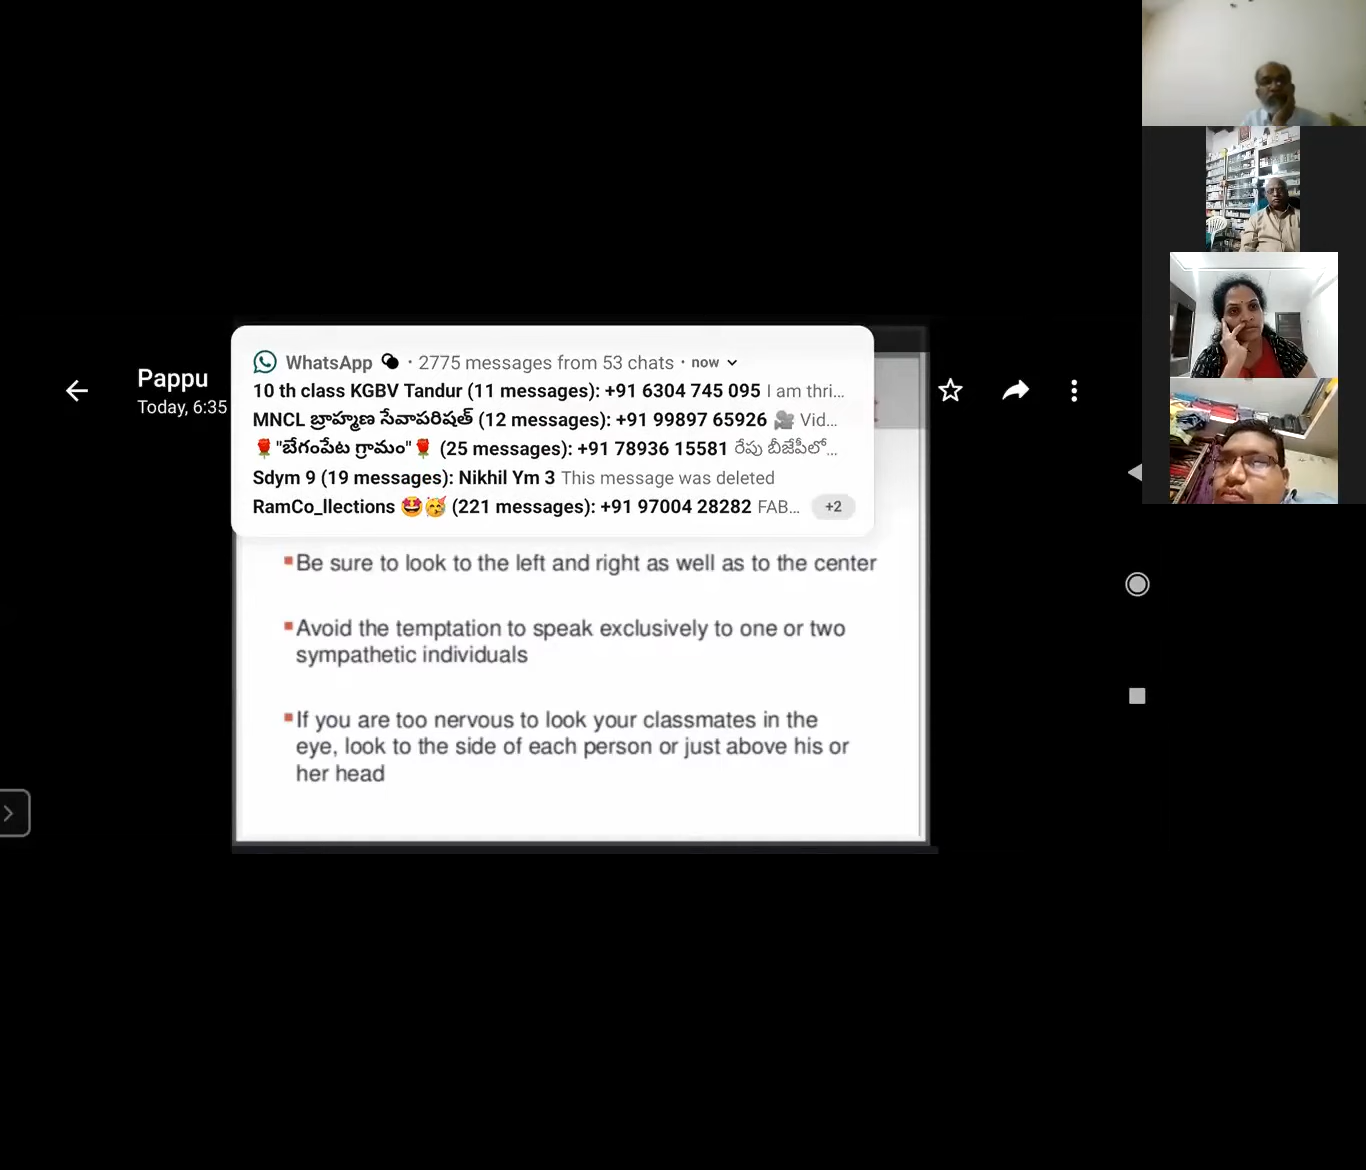 Pappu
Today, 6:35
WhatsApp · 2775 messages from 53 chats · now
10 th class KGBV Tandur (11 messages): +91 6304 745 095 I am thri...
MNCL బ్రాహ్మణ సేవాపరిషత్ (12 messages): +91 99897 65926 🎥 Vid...
🌹"బేగంపేట గ్రామం"🌹 (25 messages): +91 78936 15581 రేపు బీజేపీలో...
Sdym 9 (19 messages): Nikhil Ym 3 This message was deleted
RamCo_llections 🤩🥳 (221 messages): +91 97004 28282 FAB... +2
Be sure to look to the left and right as well as to the center
Avoid the temptation to speak exclusively to one or two
sympathetic individuals
If you are too nervous to look your classmates in the
eye, look to the side of each person or just above his or
her head